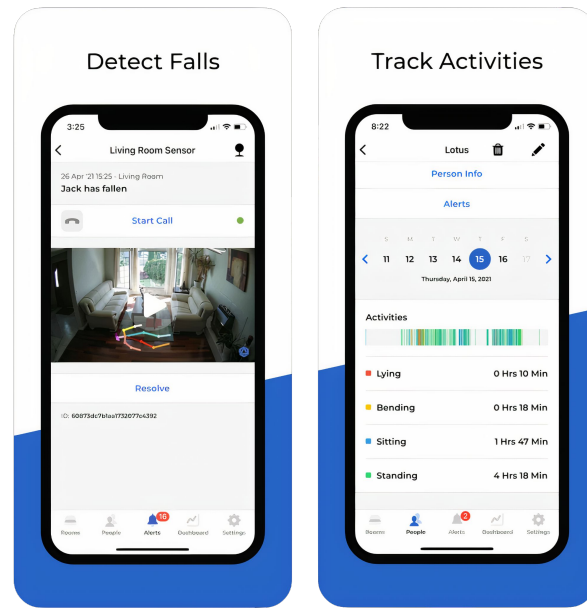 Detect Falls
3:25
Living Room Sensor
26 Apr '21 15:25 - Living Room
Jack has fallen
Start Call
Resolve
ID: 60873dc7b1aa1732077c4392
16
Rooms People Alerts Dashboard Settings
Track Activities
8:22
Lotus
Person Info
Alerts
S M T W T F S
11 12 13 14 15 16 17
Thursday, April 15, 2021
Activities
Lying 0 Hrs 10 Min
Bending 0 Hrs 18 Min
Sitting 1 Hrs 47 Min
Standing 4 Hrs 18 Min
2
Rooms People Alerts Dashboard Settings